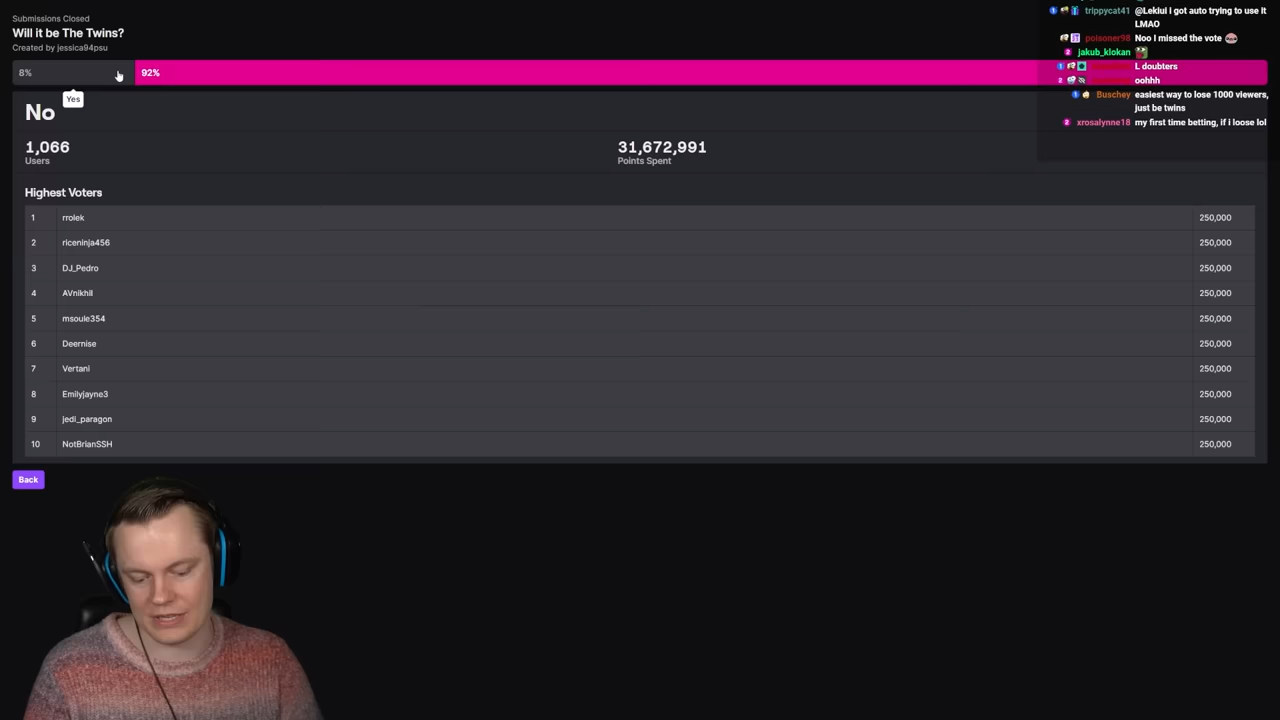 Submissions Closed
Will it be The Twins?
Created by jessica94psu
8%
92%
Yes
No
1,066
Users
31,672,991
Points Spent
Highest Voters
1 rrolek 250,000
2 riceninja456 250,000
3 DJ_Pedro 250,000
4 AVnikhil 250,000
5 msoule354 250,000
6 Deernise 250,000
7 Vertani 250,000
8 Emilyjayne3 250,000
9 jedi_paragon 250,000
10 NotBrianSSH 250,000
Back
trippycat41 @Lekiui i got auto trying to use it
LMAO
poisoner98 Noo I missed the vote
jakub_klokan
L doubters
oohhh
Buschey easiest way to lose 1000 viewers,
just be twins
xrosalynne18 my first time betting, if i loose lol